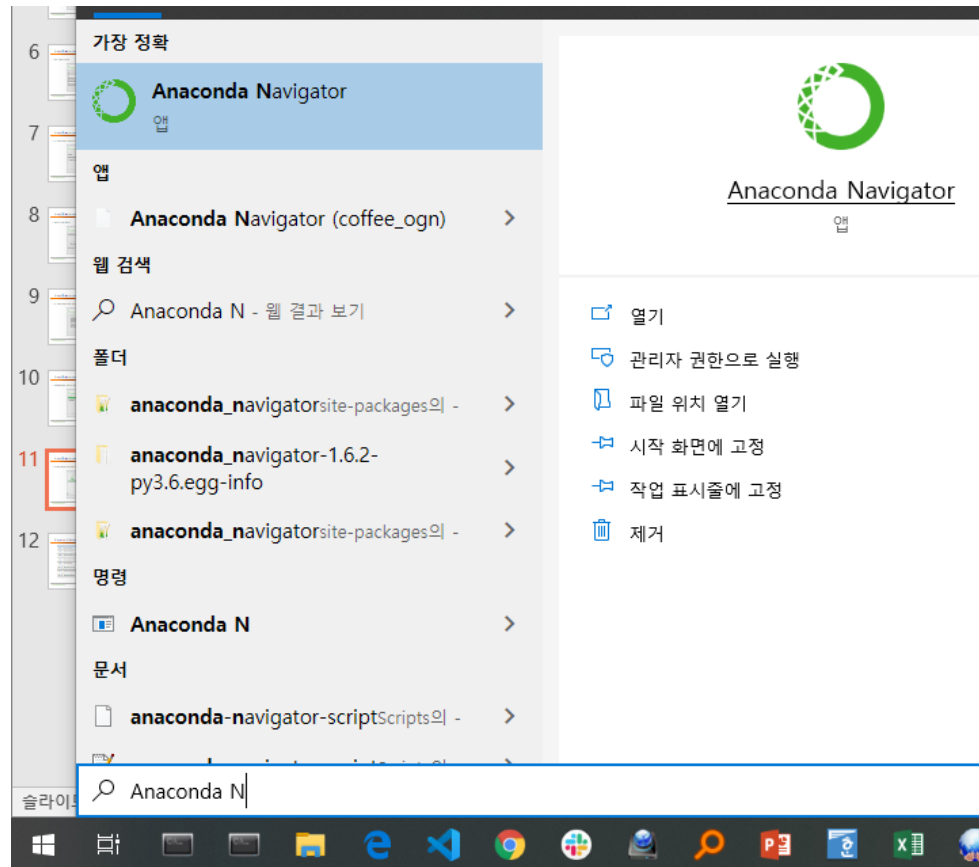 6
7
8
9
10
11
12
가장 정확
Anaconda Navigator
앱
앱
Anaconda Navigator (coffee_ogn)
웹 검색
Anaconda N - 웹 결과 보기
폴더
anaconda_navigatorsite-packages의 -
anaconda_navigator-1.6.2-
py3.6.egg-info
anaconda_navigatorsite-packages의 -
명령
Anaconda N
문서
anaconda-navigator-scriptScripts의 -
Anaconda Navigator
앱
열기
관리자 권한으로 실행
파일 위치 열기
시작 화면에 고정
작업 표시줄에 고정
제거
Anaconda N